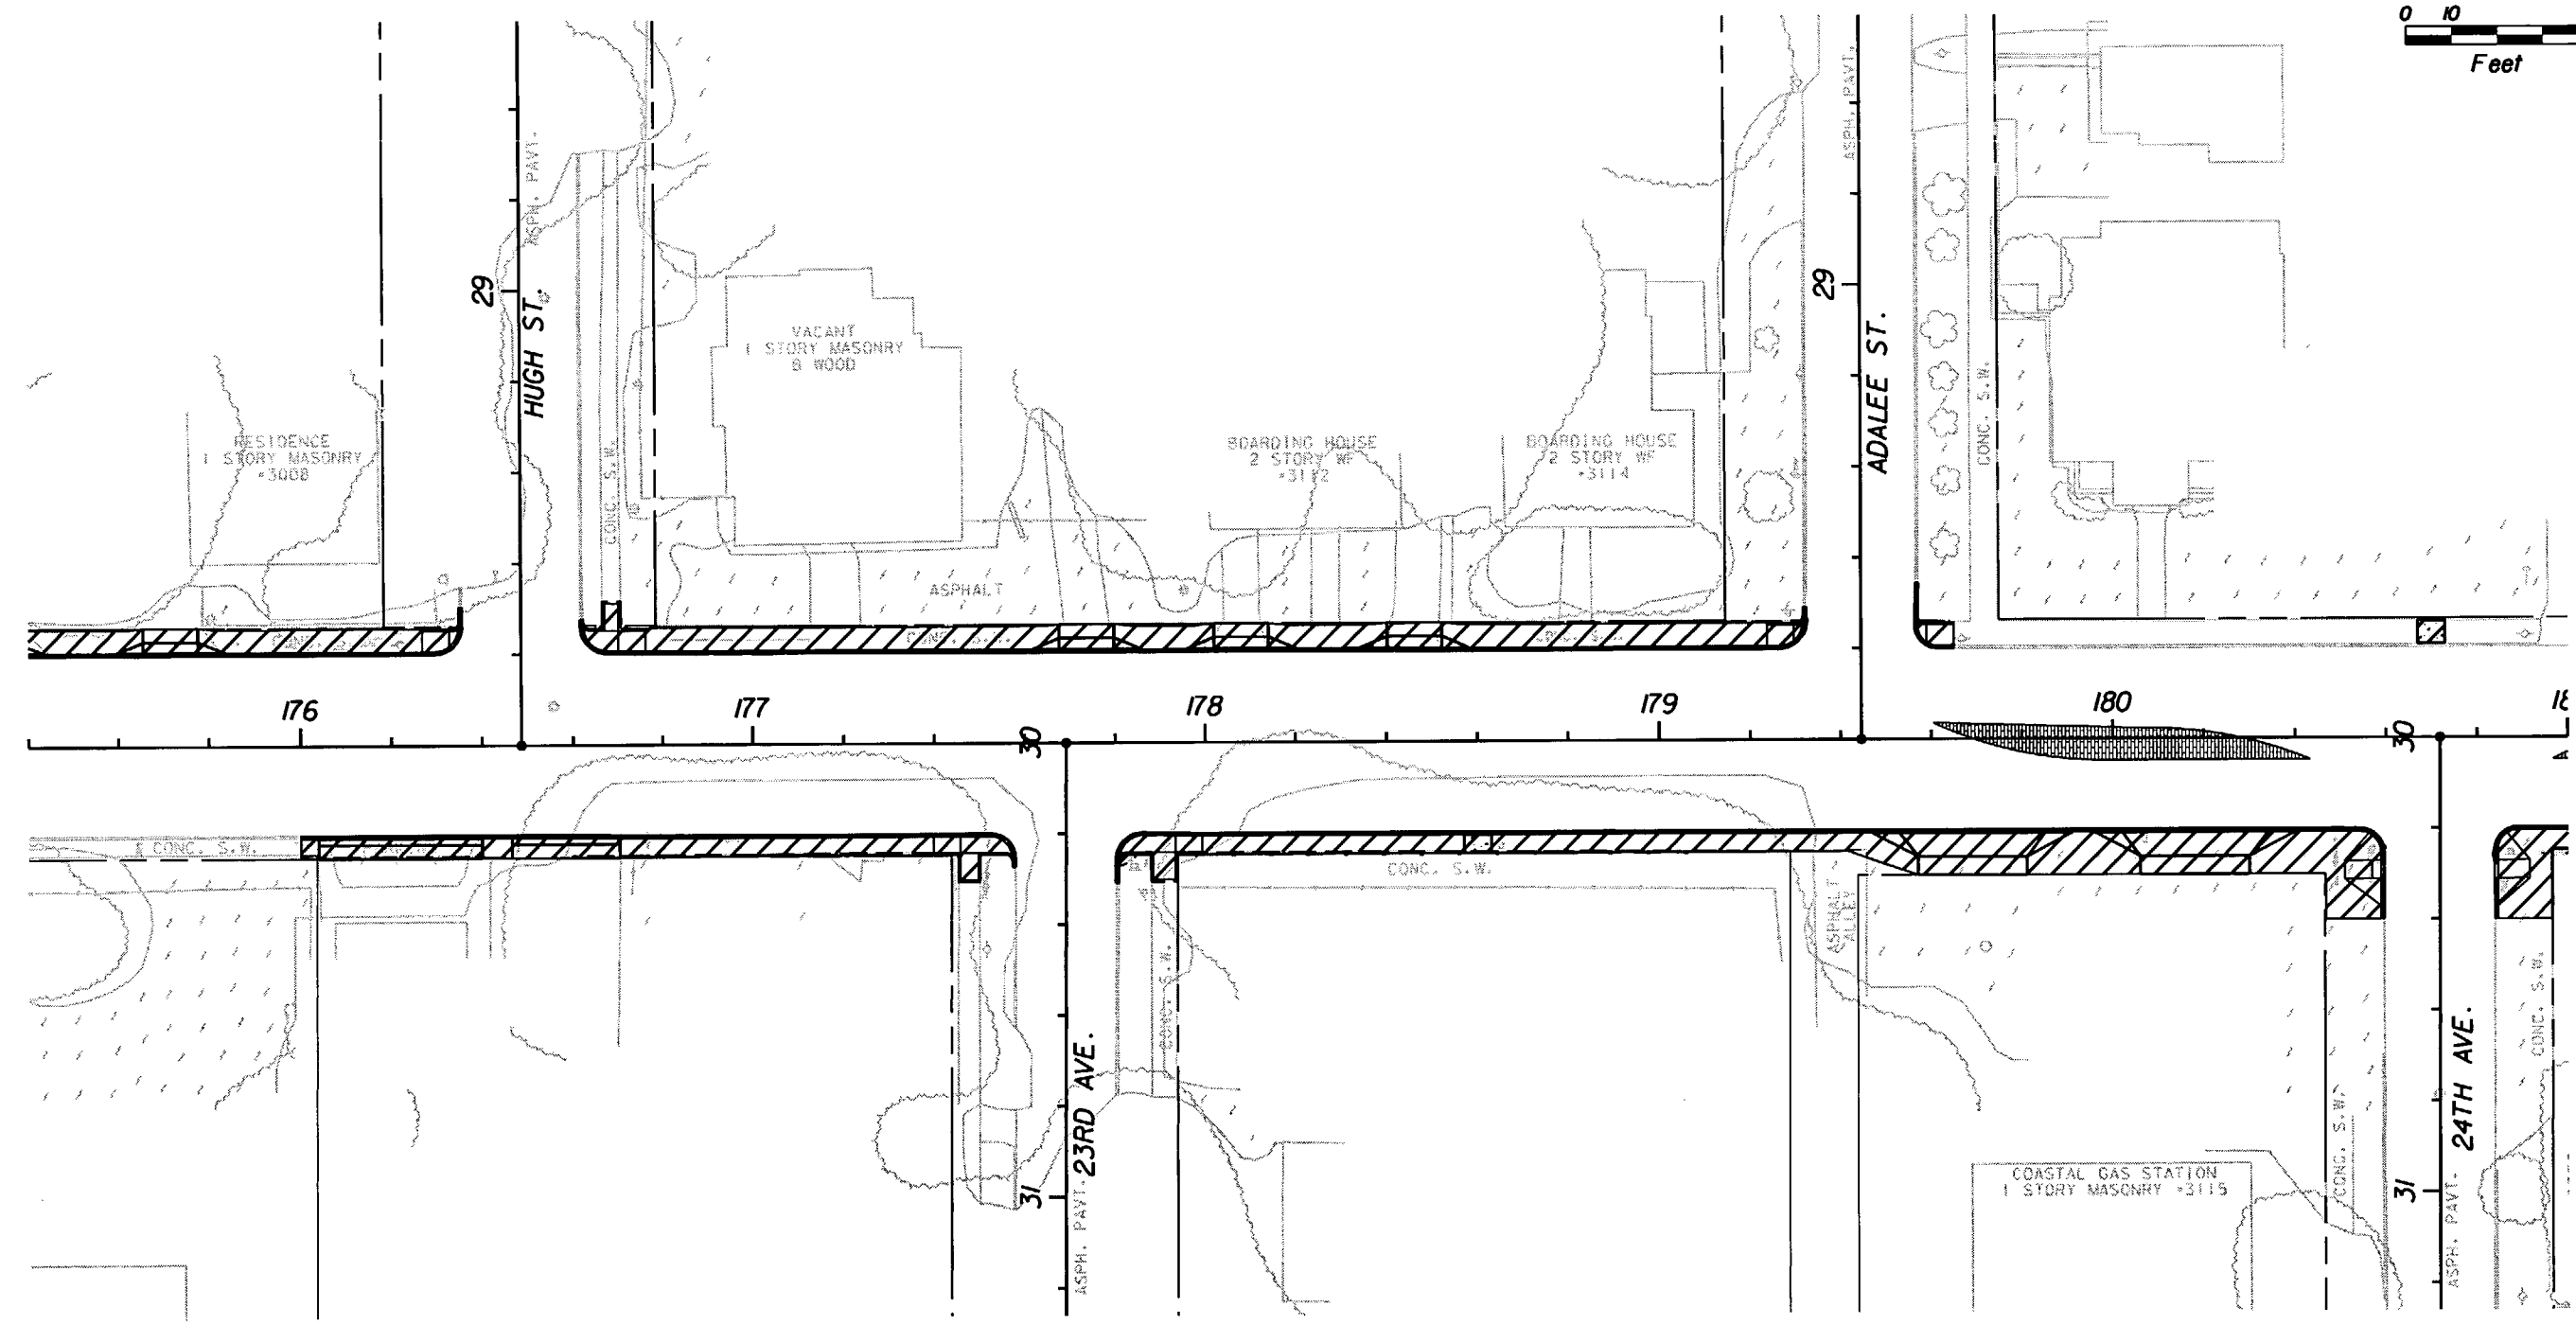 0 10
Feet
ASPH. PAVT.
ASPH. PAVT.
29
HUGH ST.
29
ADALEE ST.
VACANT
1 STORY MASONRY
& WOOD
RESIDENCE
1 STORY MASONRY
#3008
CONC. S.W.
BOARDING HOUSE
2 STORY WF
#3112
BOARDING HOUSE
2 STORY WF
#3114
CONC. S.W.
ASPHALT
CONC. S.W.
176
177
178
179
180
18
30
30
CONC. S.W.
CONC. S.W.
ASPHALT
ALLEY
CONC. S.W.
CONC. S.W.
23RD AVE.
24TH AVE.
31
31
CONC. S.W.
ASPH. PAVT.
ASPH. PAVT.
COASTAL GAS STATION
1 STORY MASONRY #3115